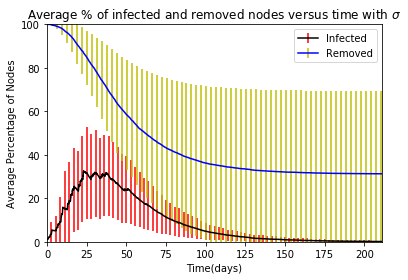 Average % of infected and removed nodes versus time with σ
Infected
Removed
Average Percentage of Nodes
100
80
60
40
20
0
0 25 50 75 100 125 150 175 200
Time(days)